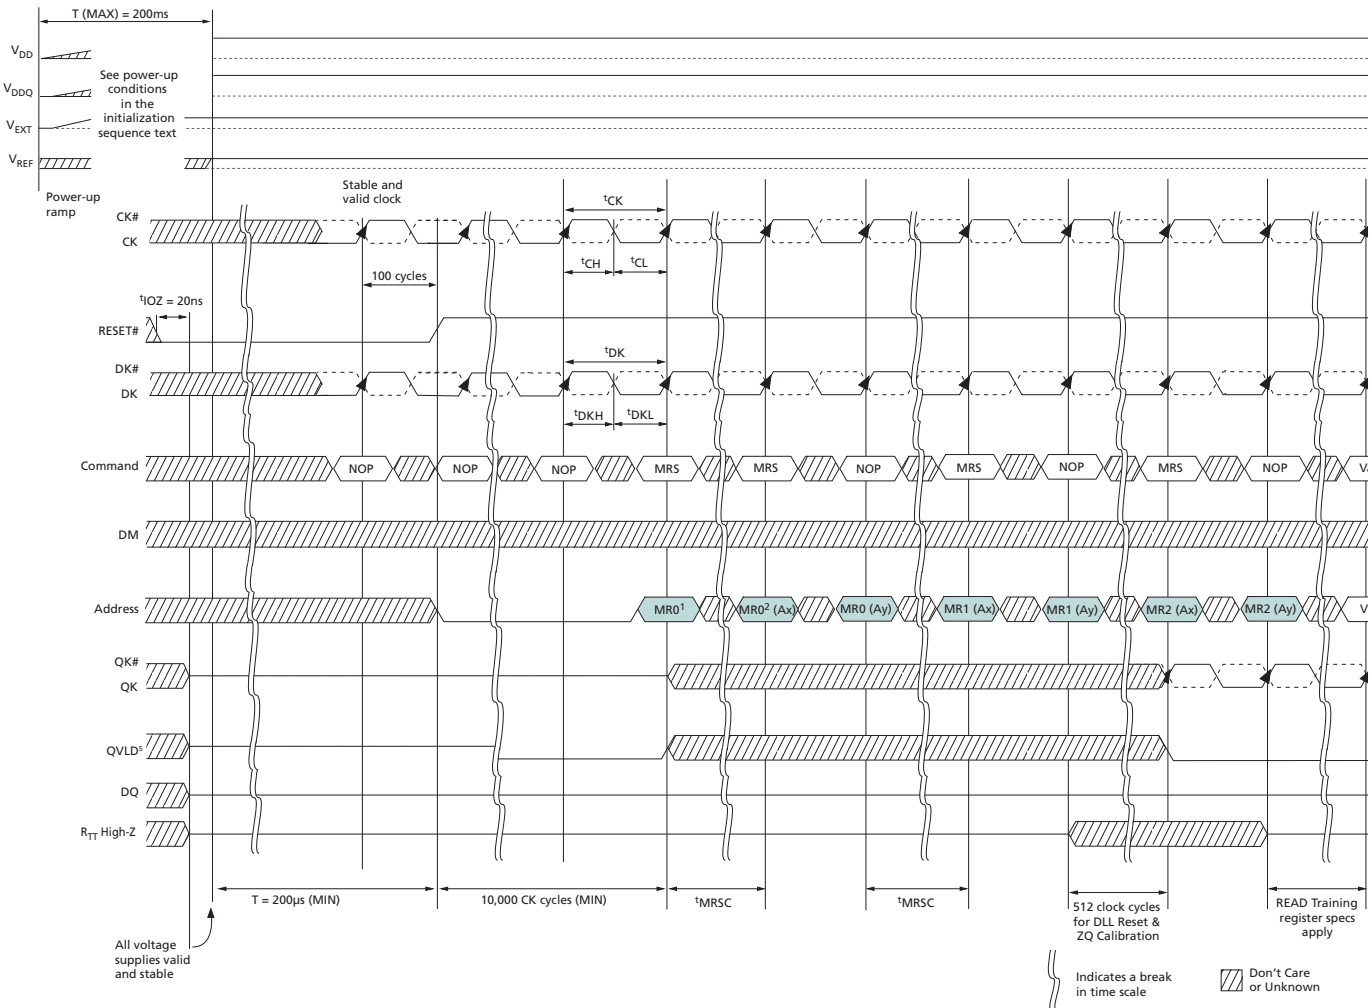 T (MAX) = 200ms
VDD
VDDQ
VEXT
VREF
See power-up
conditions
in the
initialization
sequence text
Power-up
ramp
Stable and
valid clock
tCK
CK#
CK
tCH
tCL
100 cycles
tIOZ = 20ns
RESET#
tDK
DK#
DK
tDKH
tDKL
Command
NOP
NOP
NOP
MRS
MRS
NOP
MRS
NOP
MRS
NOP
DM
Address
MR0¹
MR0² (Ax)
MR0 (Ay)
MR1 (Ax)
MR1 (Ay)
MR2 (Ax)
MR2 (Ay)
QK#
QK
QVLD⁵
DQ
RTT High-Z
T = 200µs (MIN)
10,000 CK cycles (MIN)
tMRSC
tMRSC
512 clock cycles
for DLL Reset &
ZQ Calibration
READ Training
register specs
apply
All voltage
supplies valid
and stable
Indicates a break
in time scale
Don't Care
or Unknown